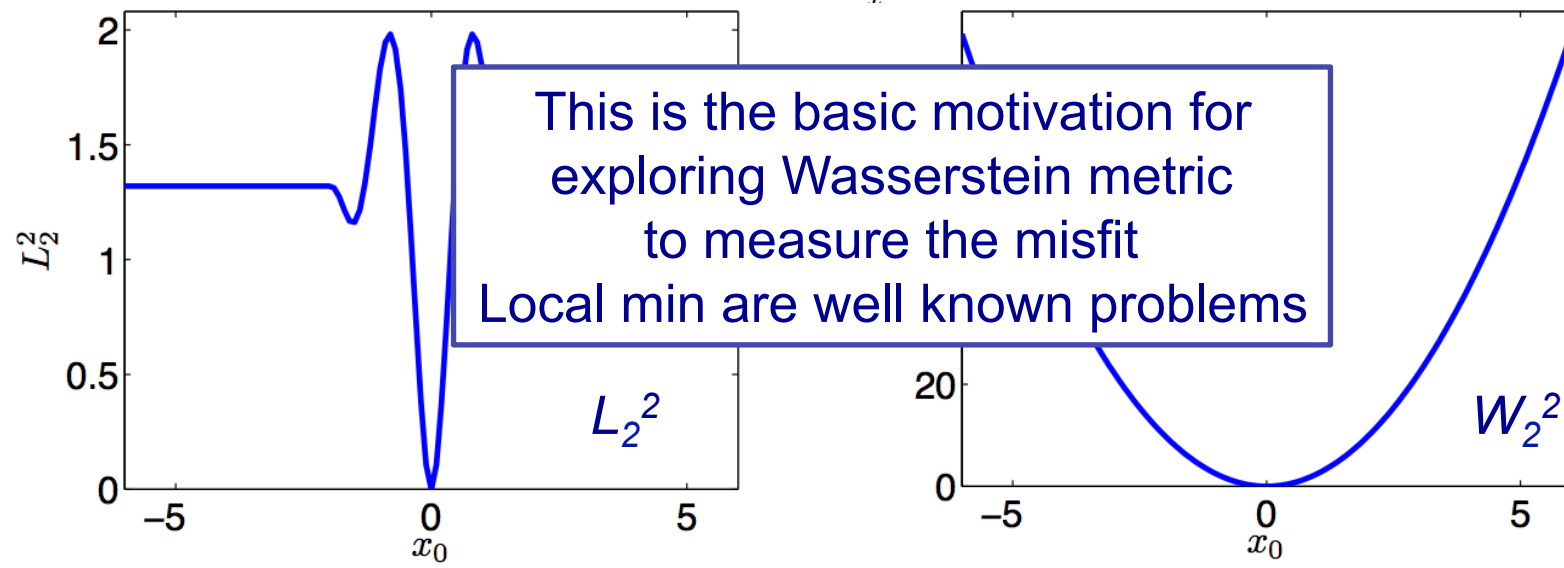 2
1.5
1
0.5
0
L_2^2
−5
0
5
x_0
L_2^2
This is the basic motivation for
exploring Wasserstein metric
to measure the misfit
Local min are well known problems
20
0
−5
0
5
x_0
W_2^2